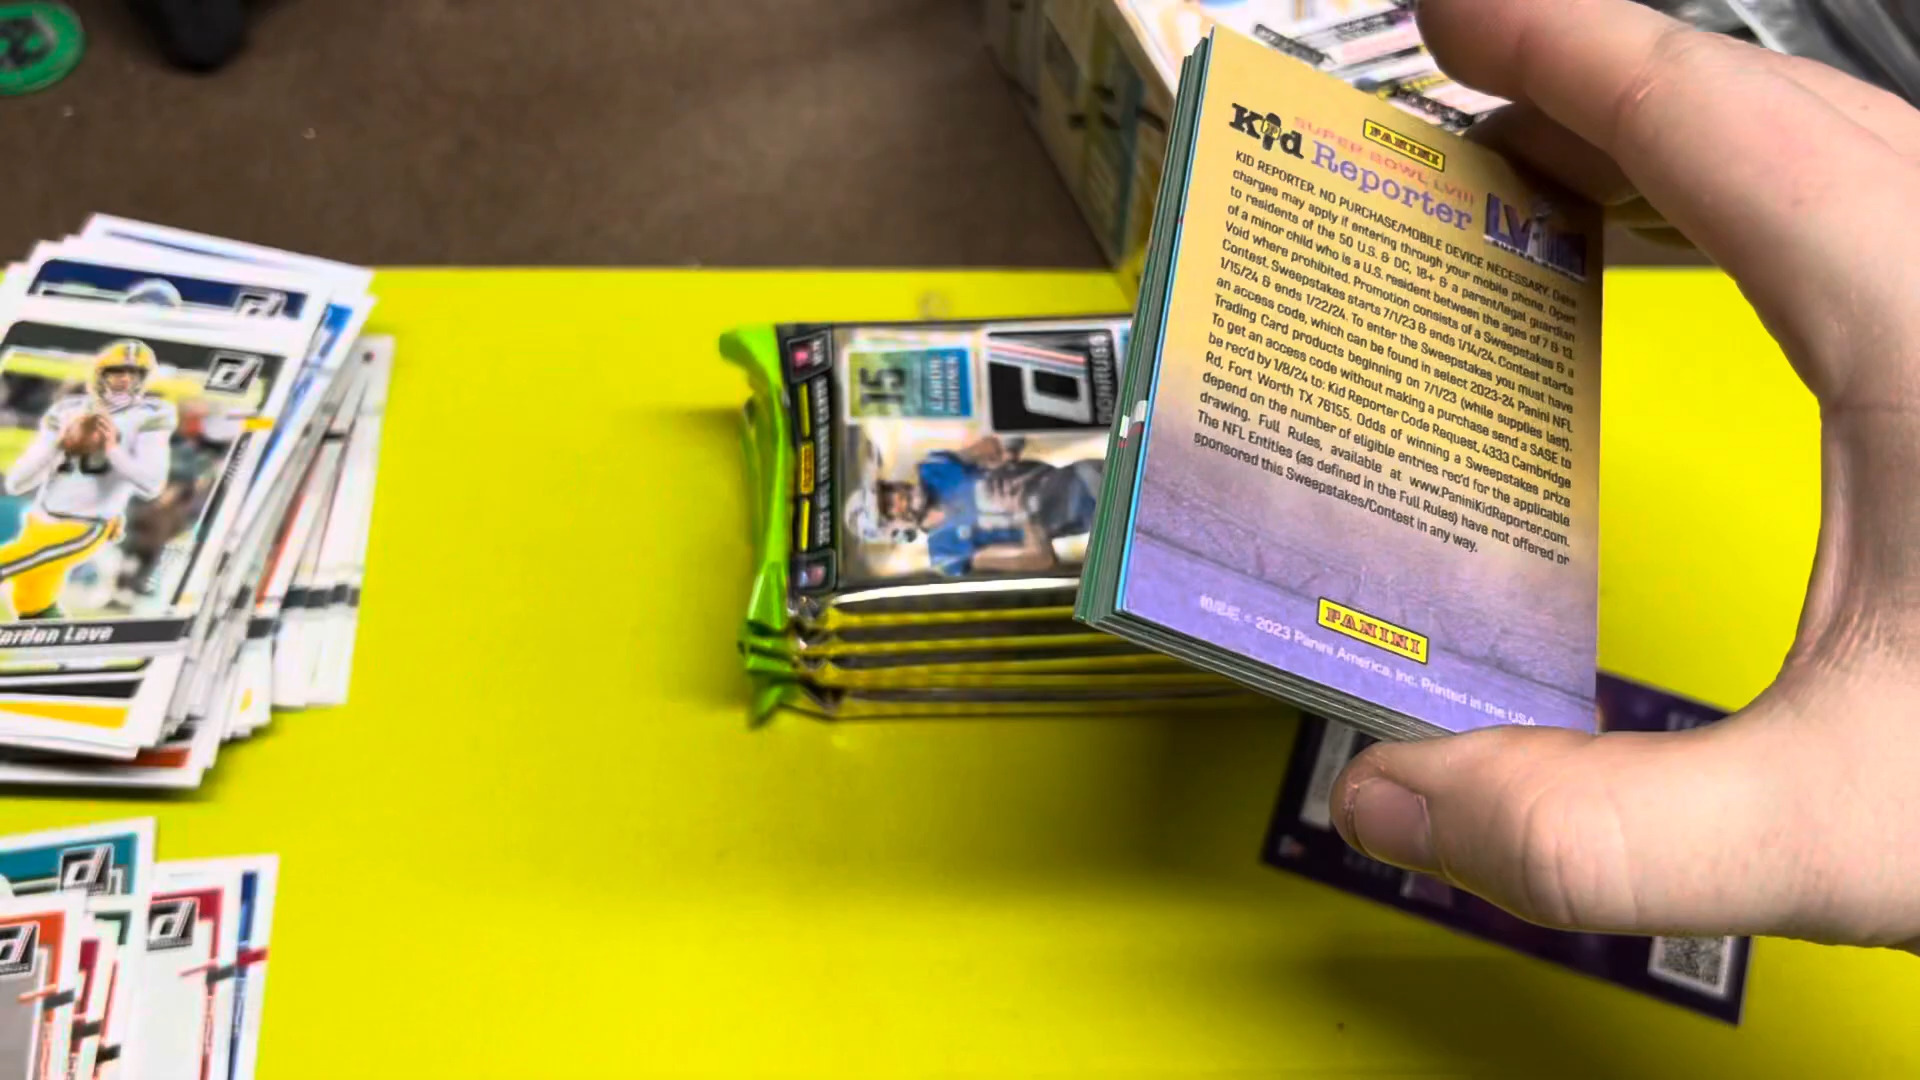 PANINI
Kid SUPER BOWL LVIII
Reporter
LVIII
KID REPORTER. NO PURCHASE/MOBILE DEVICE NECESSARY. Data
charges may apply if entering through your mobile phone. Open
to residents of the 50 U.S. & DC, 18+ & a parent/legal guardian
of a minor child who is a U.S. resident between the ages of 7 & 13.
Void where prohibited. Promotion consists of a Sweepstakes & a
Contest. Sweepstakes starts 7/1/23 & ends 1/14/24. Contest starts
1/15/24 & ends 1/22/24. To enter the Sweepstakes you must have
an access code, which can be found in select 2023-24 Panini NFL
Trading Card products beginning on 7/1/23 (while supplies last).
To get an access code without making a purchase send a SASE to
be rec'd by 1/8/24 to: Kid Reporter Code Request, 4333 Cambridge
Rd, Fort Worth TX 76155. Odds of winning a Sweepstakes prize
depend on the number of eligible entries rec'd for the applicable
drawing. Full Rules, available at www.PaniniKidReporter.com.
The NFL Entities (as defined in the Full Rules) have not offered or
sponsored this Sweepstakes/Contest in any way.
PANINI
© 2023 Panini America, Inc. Printed in the USA
15
DONRUSS
Jordan Love